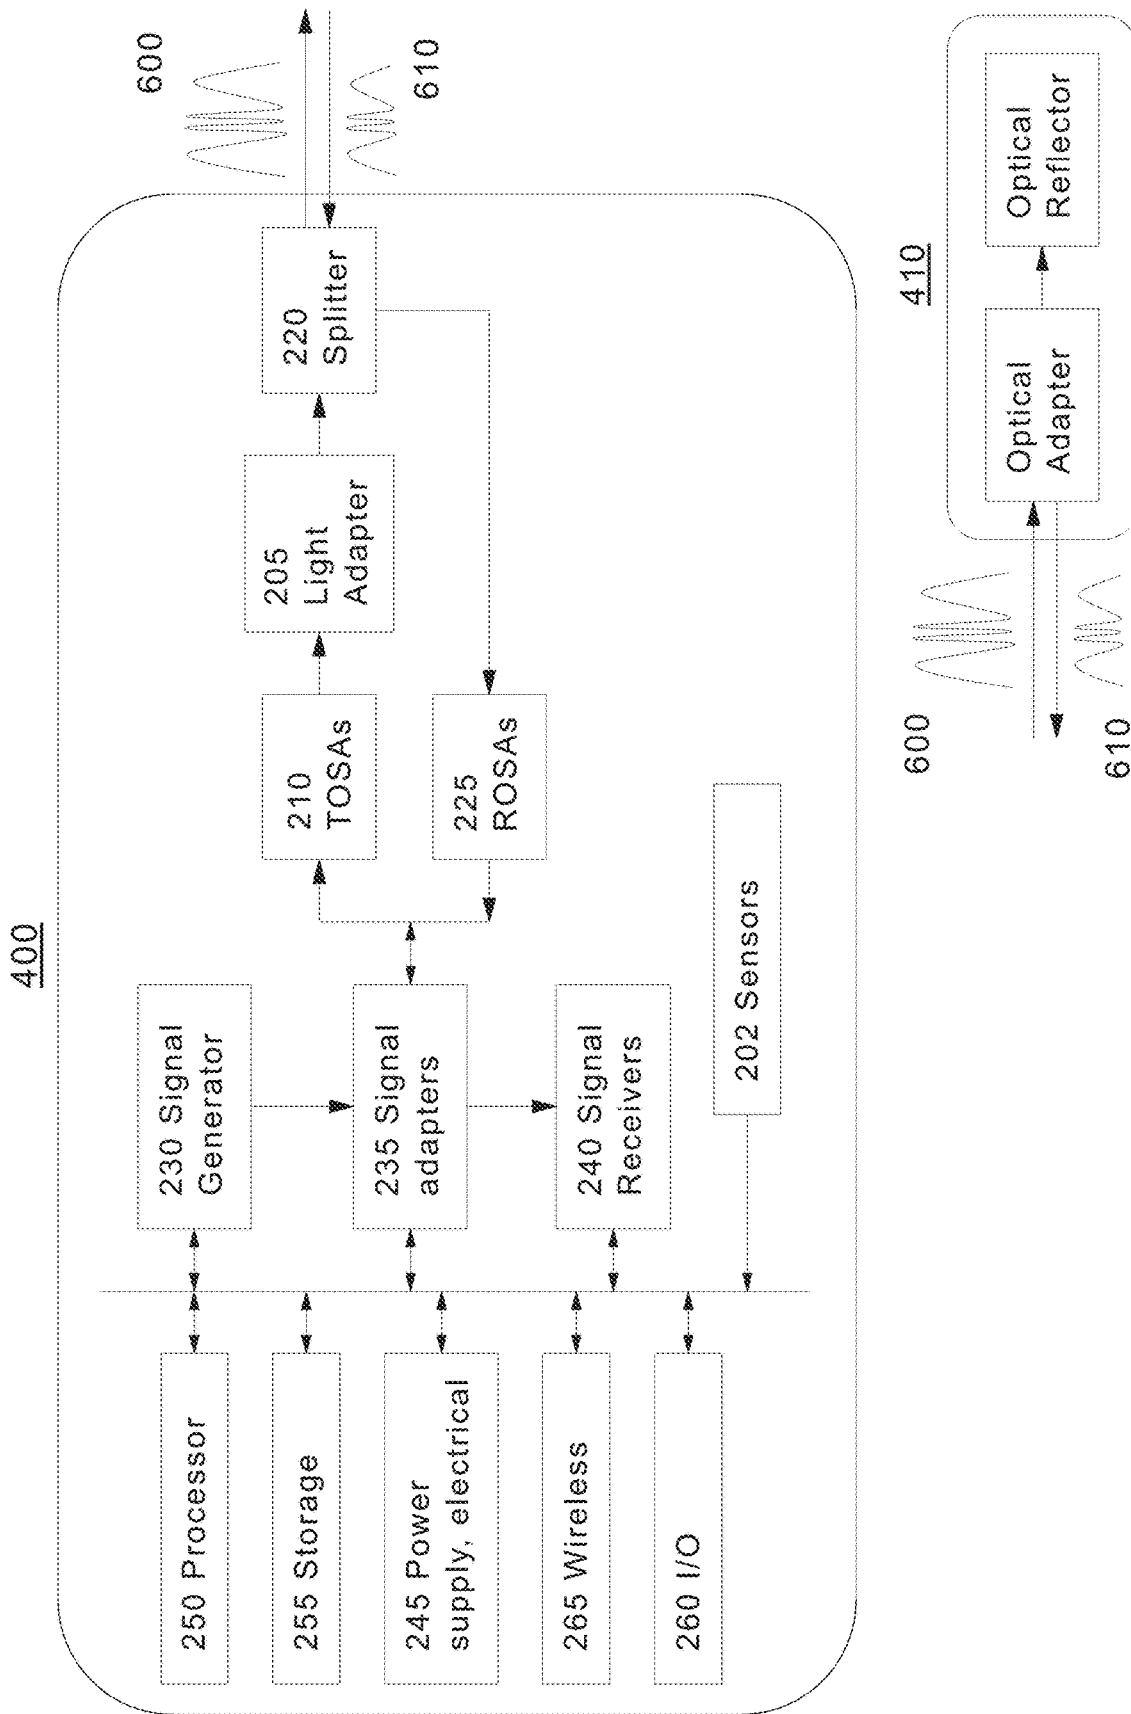 400
250 Processor
255 Storage
245 Power
supply, electrical
265 Wireless
260 I/O
230 Signal
Generator
235 Signal
adapters
240 Signal
Receivers
202 Sensors
210
TOSAs
225
ROSAs
205
Light
Adapter
220
Splitter
600
610
410
600
610
Optical
Adapter
Optical
Reflector